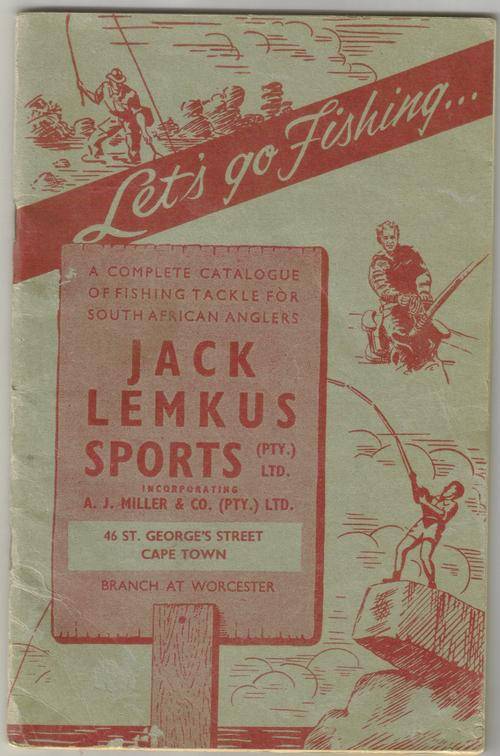 Let's go Fishing...
A COMPLETE CATALOGUE
OF FISHING TACKLE FOR
SOUTH AFRICAN ANGLERS
JACK
LEMKUS
SPORTS (PTY.) LTD.
INCORPORATING
A. J. MILLER & CO. (PTY.) LTD.
46 ST. GEORGE'S STREET
CAPE TOWN
BRANCH AT WORCESTER